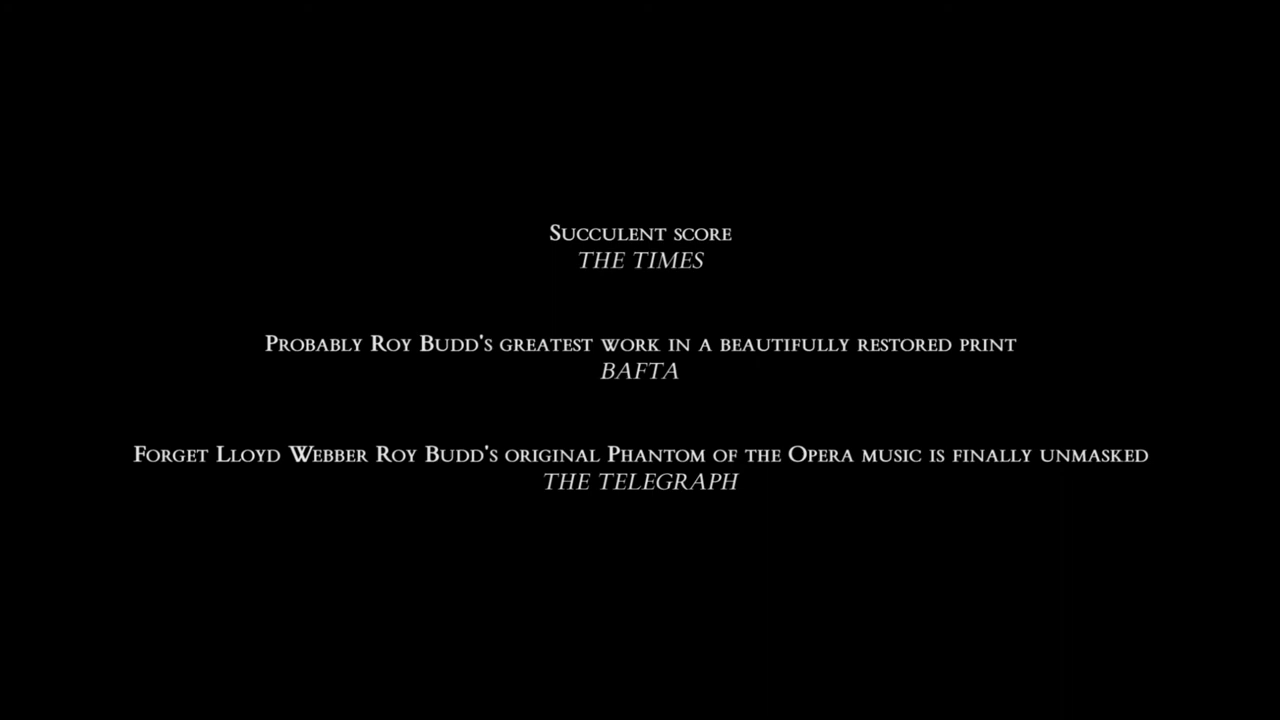 Succulent score
THE TIMES
Probably Roy Budd's greatest work in a beautifully restored print
BAFTA
Forget Lloyd Webber Roy Budd's original Phantom of the Opera music is finally unmasked
THE TELEGRAPH